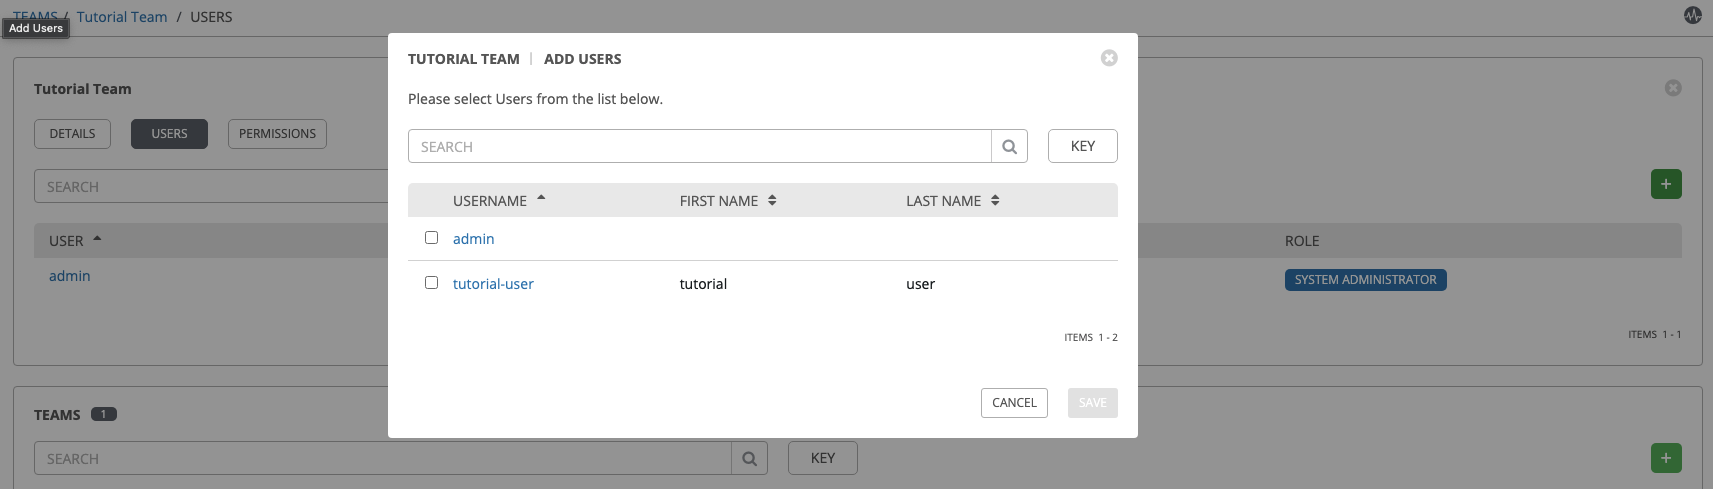 TEAMS / Tutorial Team / USERS
Add Users
TUTORIAL TEAM | ADD USERS
Please select Users from the list below.
SEARCH KEY
USERNAME FIRST NAME LAST NAME
admin
tutorial-user tutorial user
ITEMS 1 - 2
CANCEL SAVE
Tutorial Team
DETAILS USERS PERMISSIONS
SEARCH +
USER ROLE
admin SYSTEM ADMINISTRATOR
ITEMS 1 - 1
TEAMS 1
SEARCH KEY +